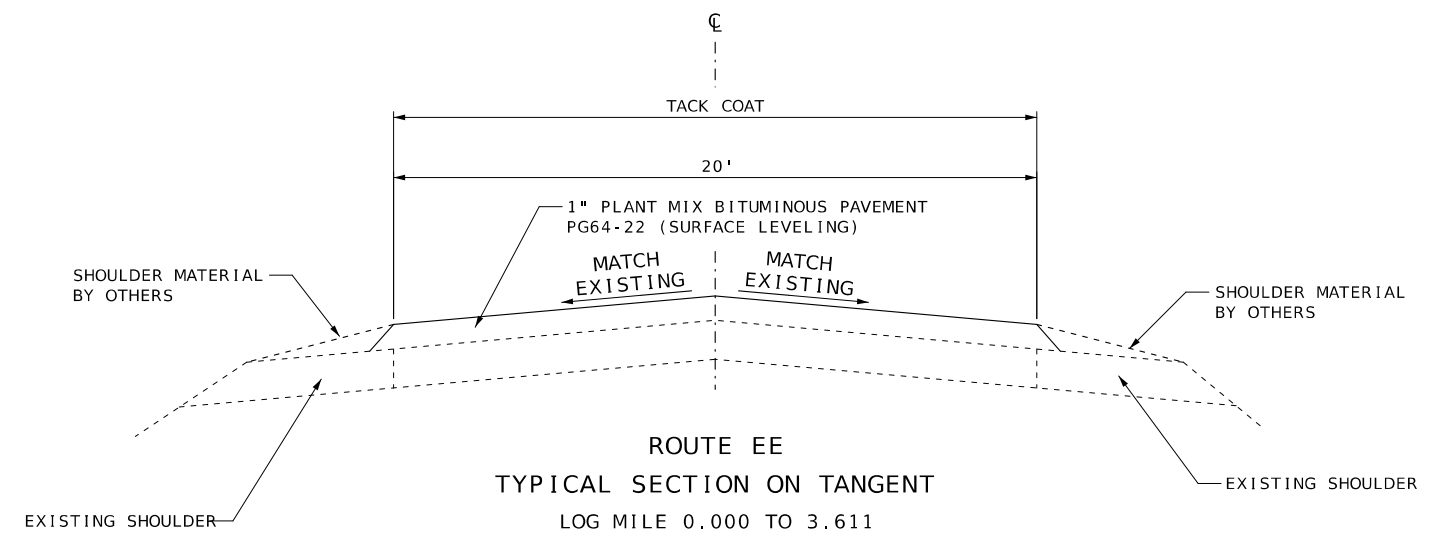 ℄
TACK COAT
20'
1" PLANT MIX BITUMINOUS PAVEMENT
PG64-22 (SURFACE LEVELING)
MATCH
EXISTING
MATCH
EXISTING
SHOULDER MATERIAL
BY OTHERS
SHOULDER MATERIAL
BY OTHERS
ROUTE EE
TYPICAL SECTION ON TANGENT
LOG MILE 0.000 TO 3.611
EXISTING SHOULDER
EXISTING SHOULDER